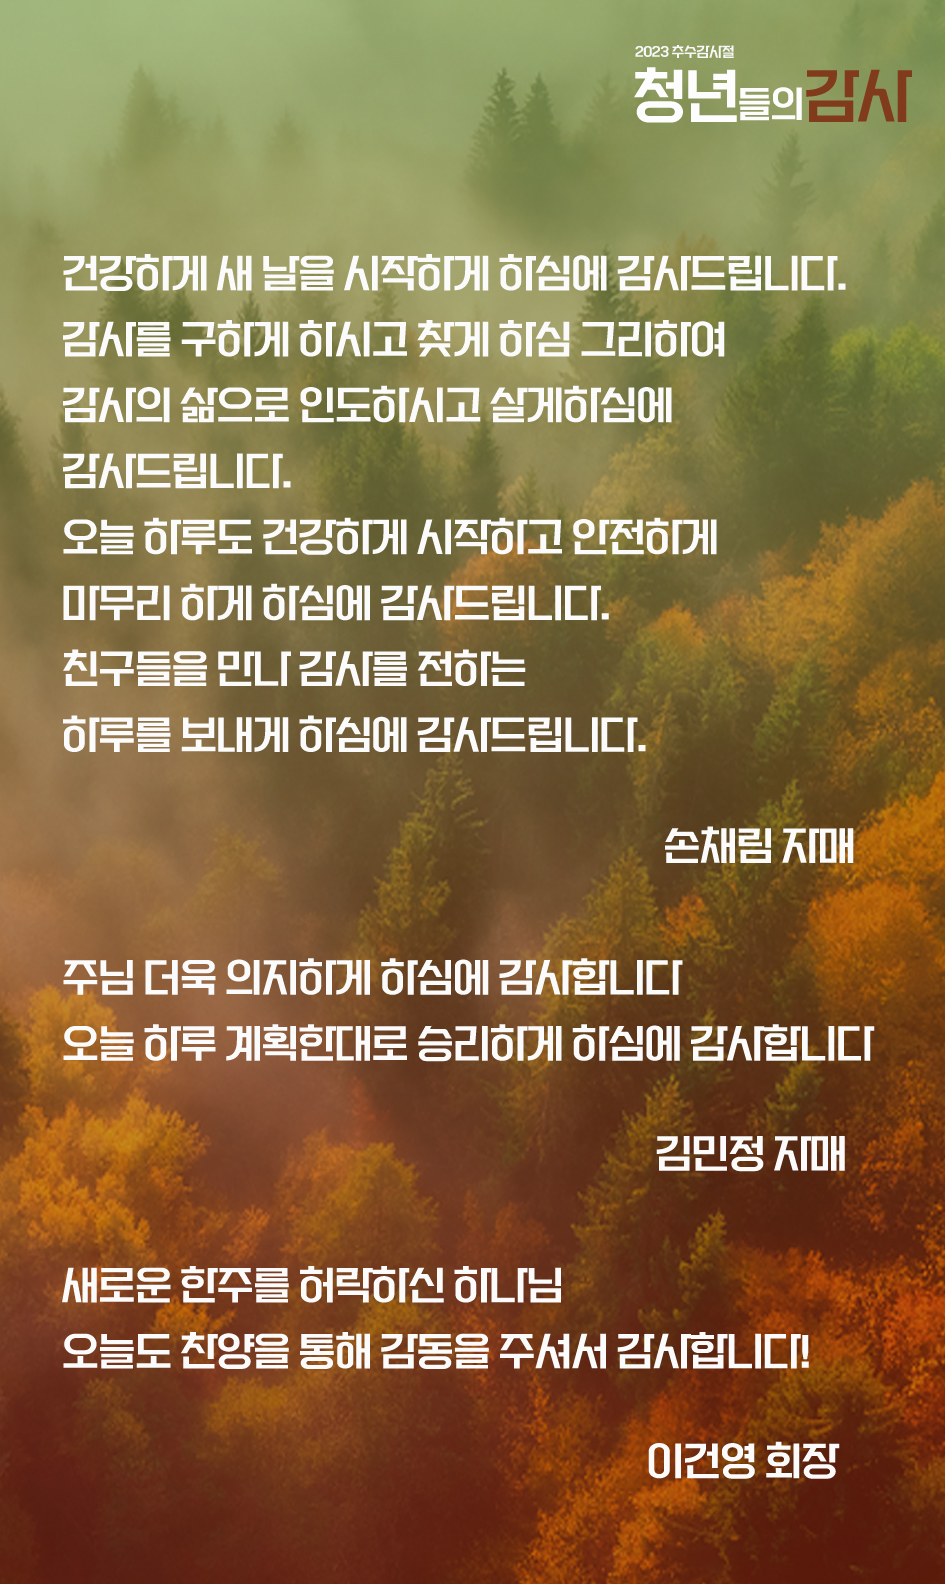 2023 추수감사절
청년들의감사
건강하게 새 날을 시작하게 하심에 감사드립니다.
감사를 구하게 하시고 찾게 하심 그리하여
감사의 삶으로 인도하시고 살게하심에
감사드립니다.
오늘 하루도 건강하게 시작하고 안전하게
마무리 하게 하심에 감사드립니다.
친구들을 만나 감사를 전하는
하루를 보내게 하심에 감사드립니다.
손채림 자매
주님 더욱 의지하게 하심에 감사합니다
오늘 하루 계획한대로 승리하게 하심에 감사합니다
김민정 자매
새로운 한주를 허락하신 하나님
오늘도 찬양을 통해 감동을 주셔서 감사합니다!
이건영 회장